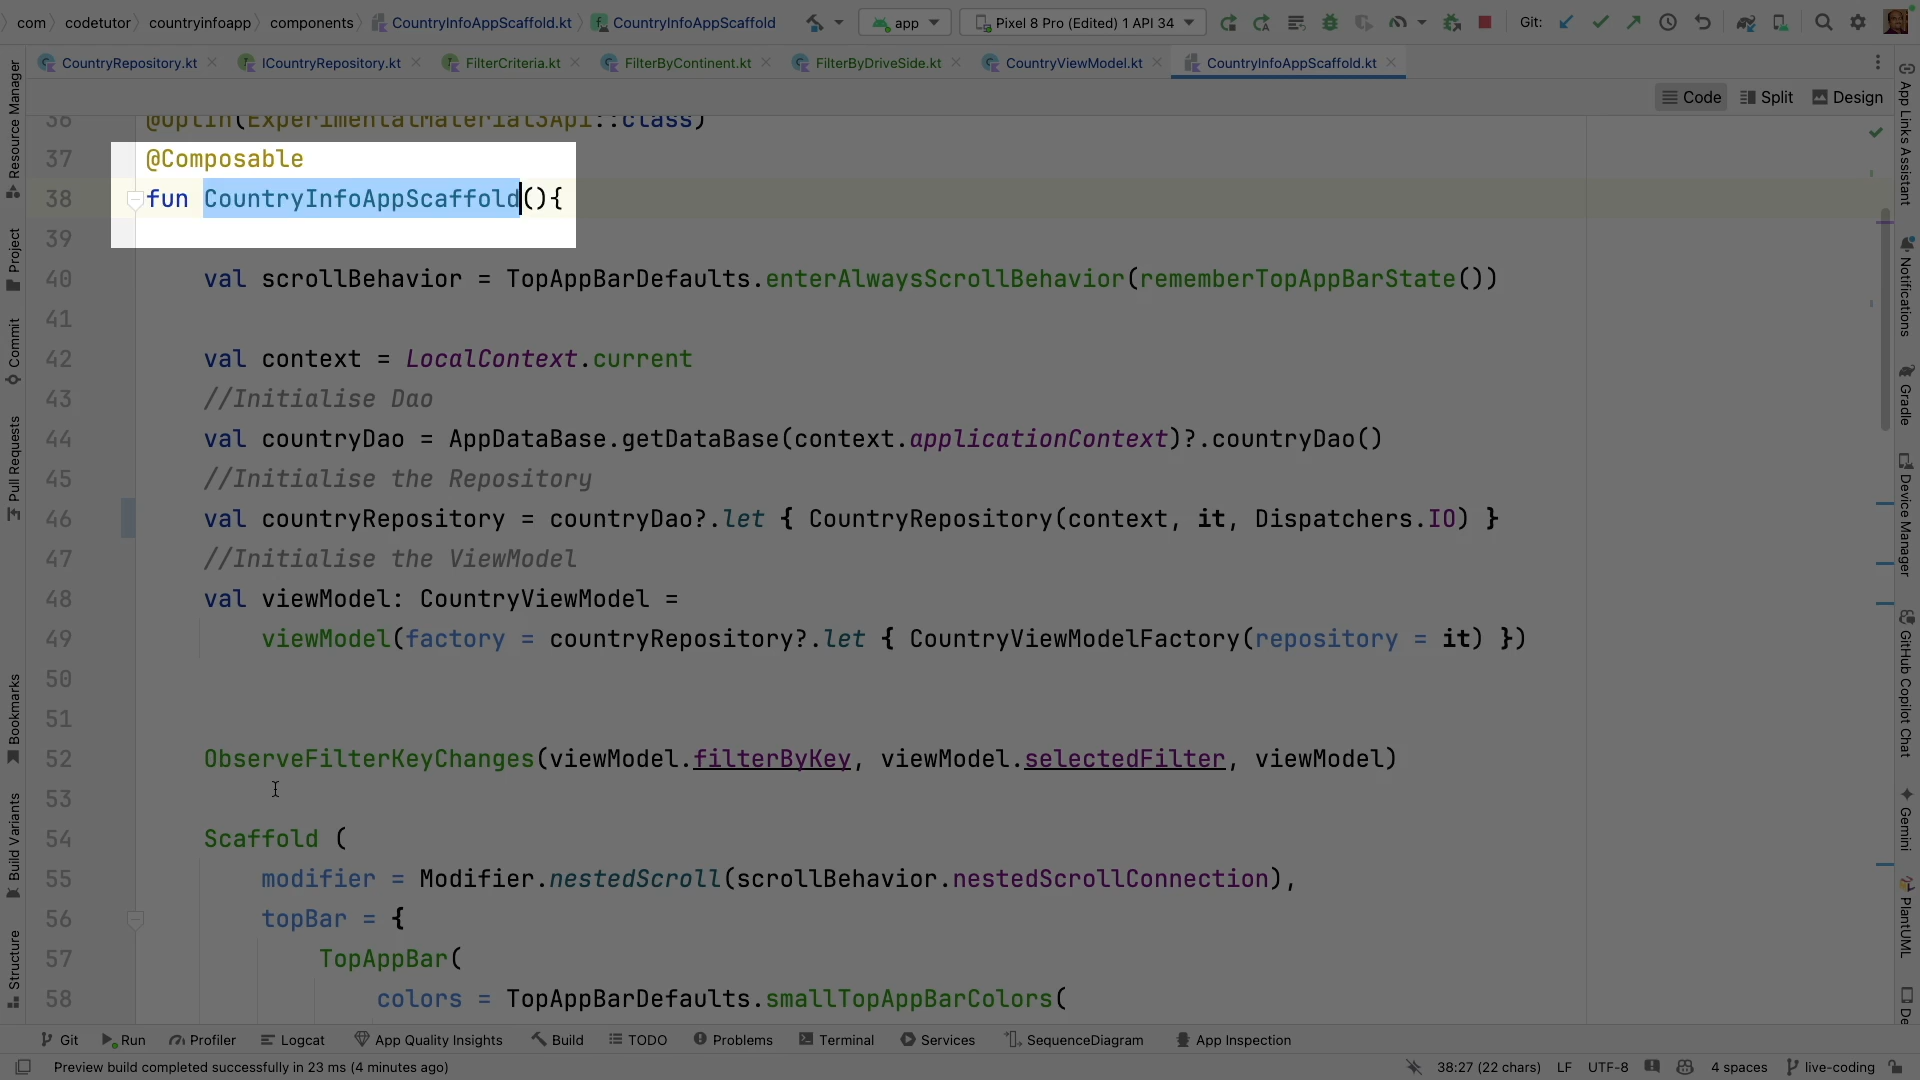 com codetutor countryinfoapp components CountryInfoAppScaffold.kt CountryInfoAppScaffold app Pixel 8 Pro (Edited) 1 API 34 Git:
CountryRepository.kt ICountryRepository.kt FilterCriteria.kt FilterByContinent.kt FilterByDriveSide.kt CountryViewModel.kt CountryInfoAppScaffold.kt
Code Split Design
36 @OptIn(ExperimentalMaterial3Api::class)
37 @Composable
38 fun CountryInfoAppScaffold(){
39
40 val scrollBehavior = TopAppBarDefaults.enterAlwaysScrollBehavior(rememberTopAppBarState())
41
42 val context = LocalContext.current
43 //Initialise Dao
44 val countryDao = AppDataBase.getDataBase(context.applicationContext)?.countryDao()
45 //Initialise the Repository
46 val countryRepository = countryDao?.let { CountryRepository(context, it, Dispatchers.IO) }
47 //Initialise the ViewModel
48 val viewModel: CountryViewModel =
49 viewModel(factory = countryRepository?.let { CountryViewModelFactory(repository = it) })
50
51
52 ObserveFilterKeyChanges(viewModel.filterByKey, viewModel.selectedFilter, viewModel)
53
54 Scaffold (
55 modifier = Modifier.nestedScroll(scrollBehavior.nestedScrollConnection),
56 topBar = {
57 TopAppBar(
58 colors = TopAppBarDefaults.smallTopAppBarColors(
Resource Manager
Project
Commit
Pull Requests
Bookmarks
Build Variants
Structure
App Links Assistant
Notifications
Gradle
Device Manager
GitHub Copilot Chat
Gemini
PlantUML
De
Git Run Profiler Logcat App Quality Insights Build TODO Problems Terminal Services SequenceDiagram App Inspection
Preview build completed successfully in 23 ms (4 minutes ago) 38:27 (22 chars) LF UTF-8 4 spaces live-coding